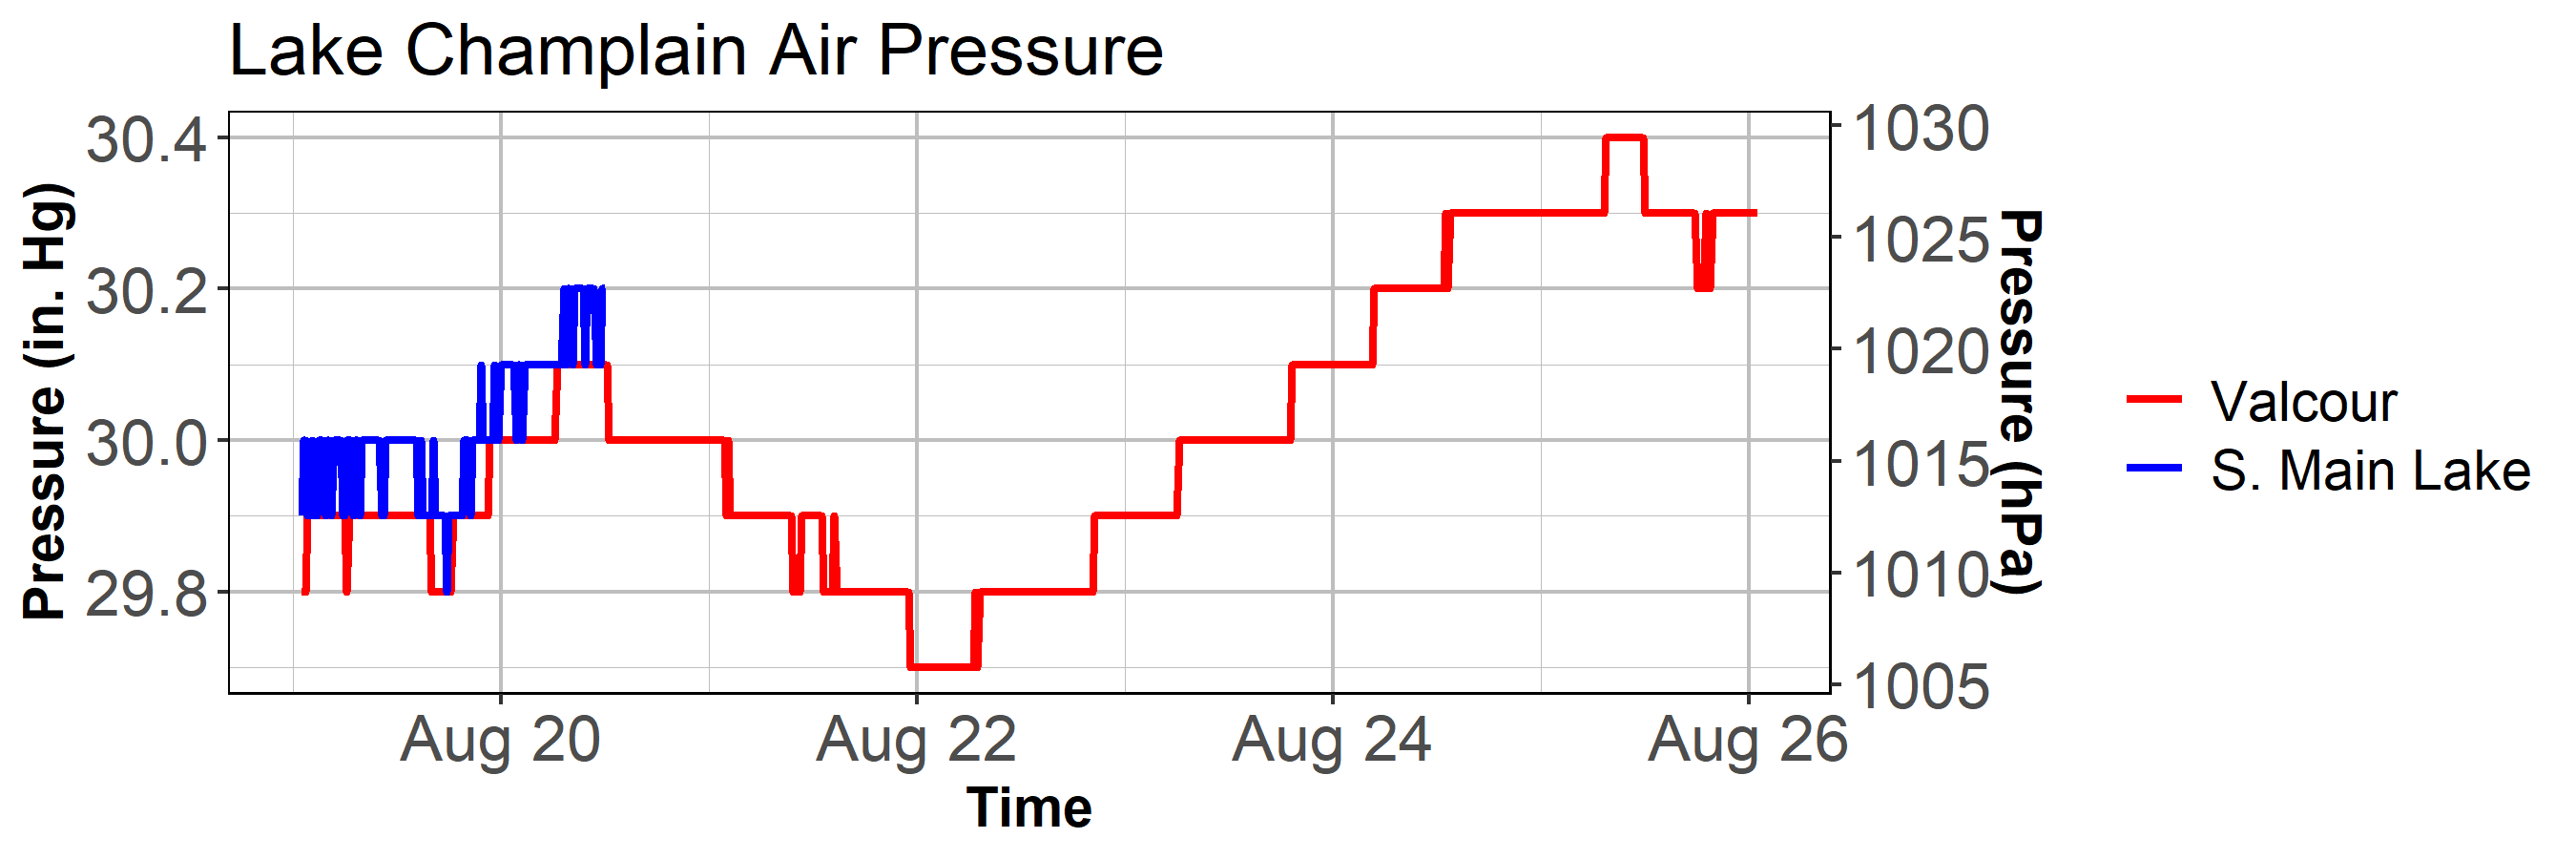 Lake Champlain Air Pressure
Pressure (in. Hg)
30.4
30.2
30.0
29.8
1030
1025
1020
1015
1010
1005
Pressure (hPa)
Aug 20
Aug 22
Aug 24
Aug 26
Time
Valcour
S. Main Lake